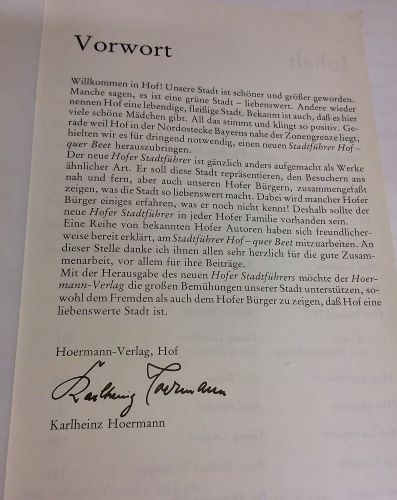 Vorwort
Willkommen in Hof! Unsere Stadt ist schöner und größer geworden.
Manche sagen, es ist eine grüne Stadt – liebenswert. Andere wieder
nennen Hof eine lebendige, fleißige Stadt. Bekannt ist auch, daß es hier
viele schöne Mädchen gibt. All das stimmt und klingt so positiv. Ge-
rade weil Hof in der Nordostecke Bayerns nahe der Zonengrenze liegt,
hielten wir es für dringend notwendig, einen neuen Stadtführer Hof –
quer Beet herauszubringen.
Der neue Hofer Stadtführer ist gänzlich anders aufgemacht als Werke
ähnlicher Art. Er soll diese Stadt repräsentieren, den Besuchern aus
nah und fern, aber auch unseren Hofer Bürgern, zusammengefaßt
zeigen, was die Stadt so liebenswert macht. Dabei wird mancher Hofer
Bürger einiges erfahren, was er noch nicht kennt! Deshalb sollte der
neue Hofer Stadtführer in jeder Hofer Familie vorhanden sein.
Eine Reihe von bekannten Hofer Autoren haben sich freundlicher-
weise bereit erklärt, am Stadtführer Hof – quer Beet mitzuarbeiten. An
dieser Stelle danke ich ihnen allen sehr herzlich für die gute Zusam-
menarbeit, vor allem für ihre Beiträge.
Mit der Herausgabe des neuen Hofer Stadtführers möchte der Hoer-
mann-Verlag die großen Bemühungen unserer Stadt unterstützen, so-
wohl dem Fremden als auch dem Hofer Bürger zu zeigen, daß Hof eine
liebenswerte Stadt ist.
Hoermann-Verlag, Hof
Karlheinz Hoermann
Karlheinz Hoermann